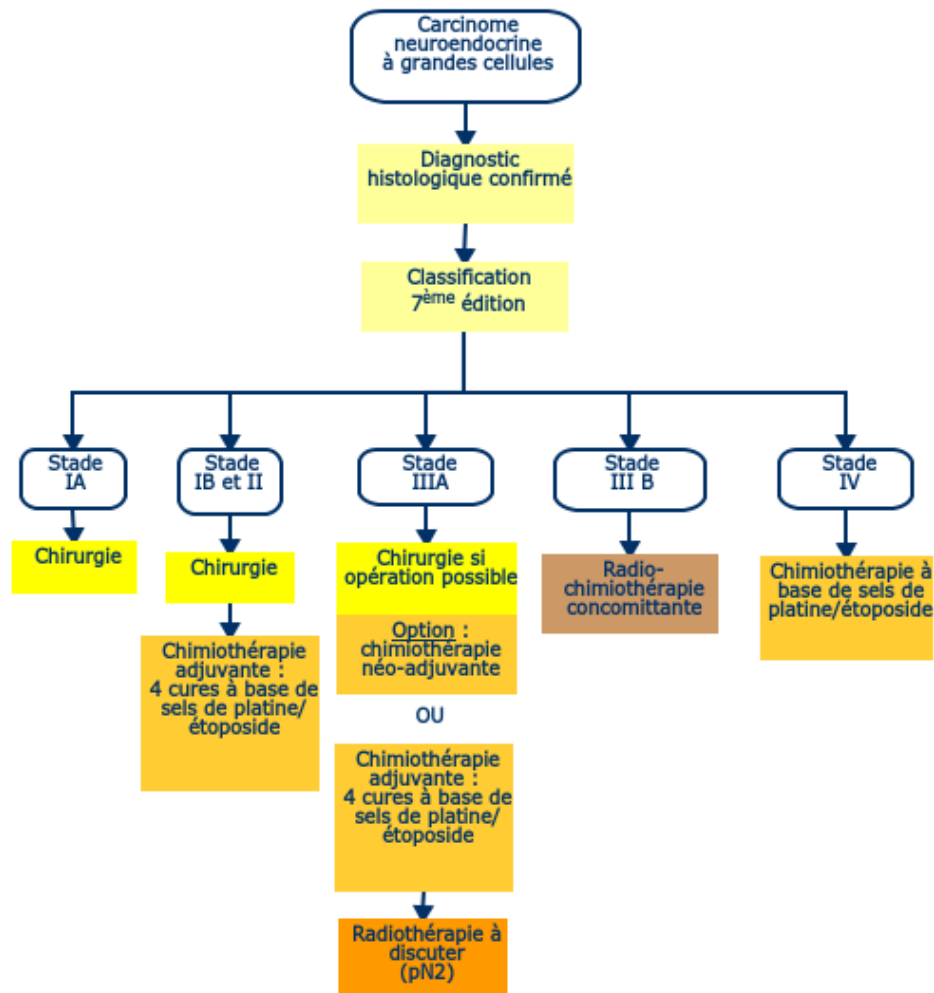 Carcinome
neuroendocrine
à grandes cellules
Diagnostic
histologique confirmé
Classification
7ème édition
Stade
IA
Chirurgie
Stade
IB et II
Chirurgie
Chimiothérapie
adjuvante :
4 cures à base de
sels de platine/
étoposide
Stade
IIIA
Chirurgie si
opération possible
Option :
chimiothérapie
néo-adjuvante
OU
Chimiothérapie
adjuvante :
4 cures à base de
sels de platine/
étoposide
Radiothérapie à
discuter
(pN2)
Stade
III B
Radio-
chimiothérapie
concomittante
Stade
IV
Chimiothérapie à
base de sels de
platine/étoposide